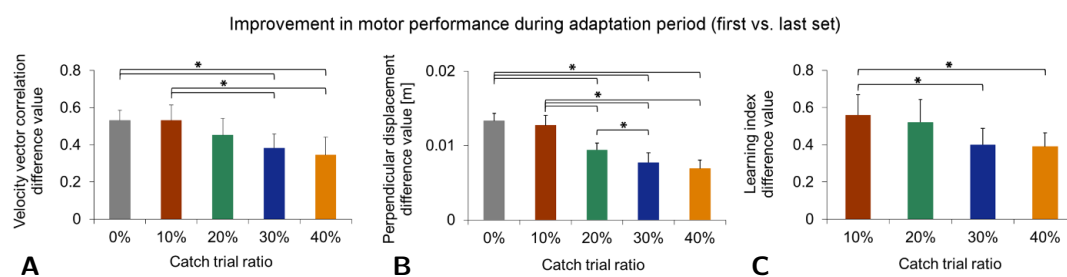 Improvement in motor performance during adaptation period (first vs. last set)
Velocity vector correlation
difference value
0.8
0.6
0.4
0.2
0
*
*
0%
10%
20%
30%
40%
Catch trial ratio
A
Perpendicular displacement
difference value [m]
0.02
0.01
0
*
*
*
0%
10%
20%
30%
40%
Catch trial ratio
B
Learning index
difference value
0.8
0.6
0.4
0.2
0
*
*
10%
20%
30%
40%
Catch trial ratio
C